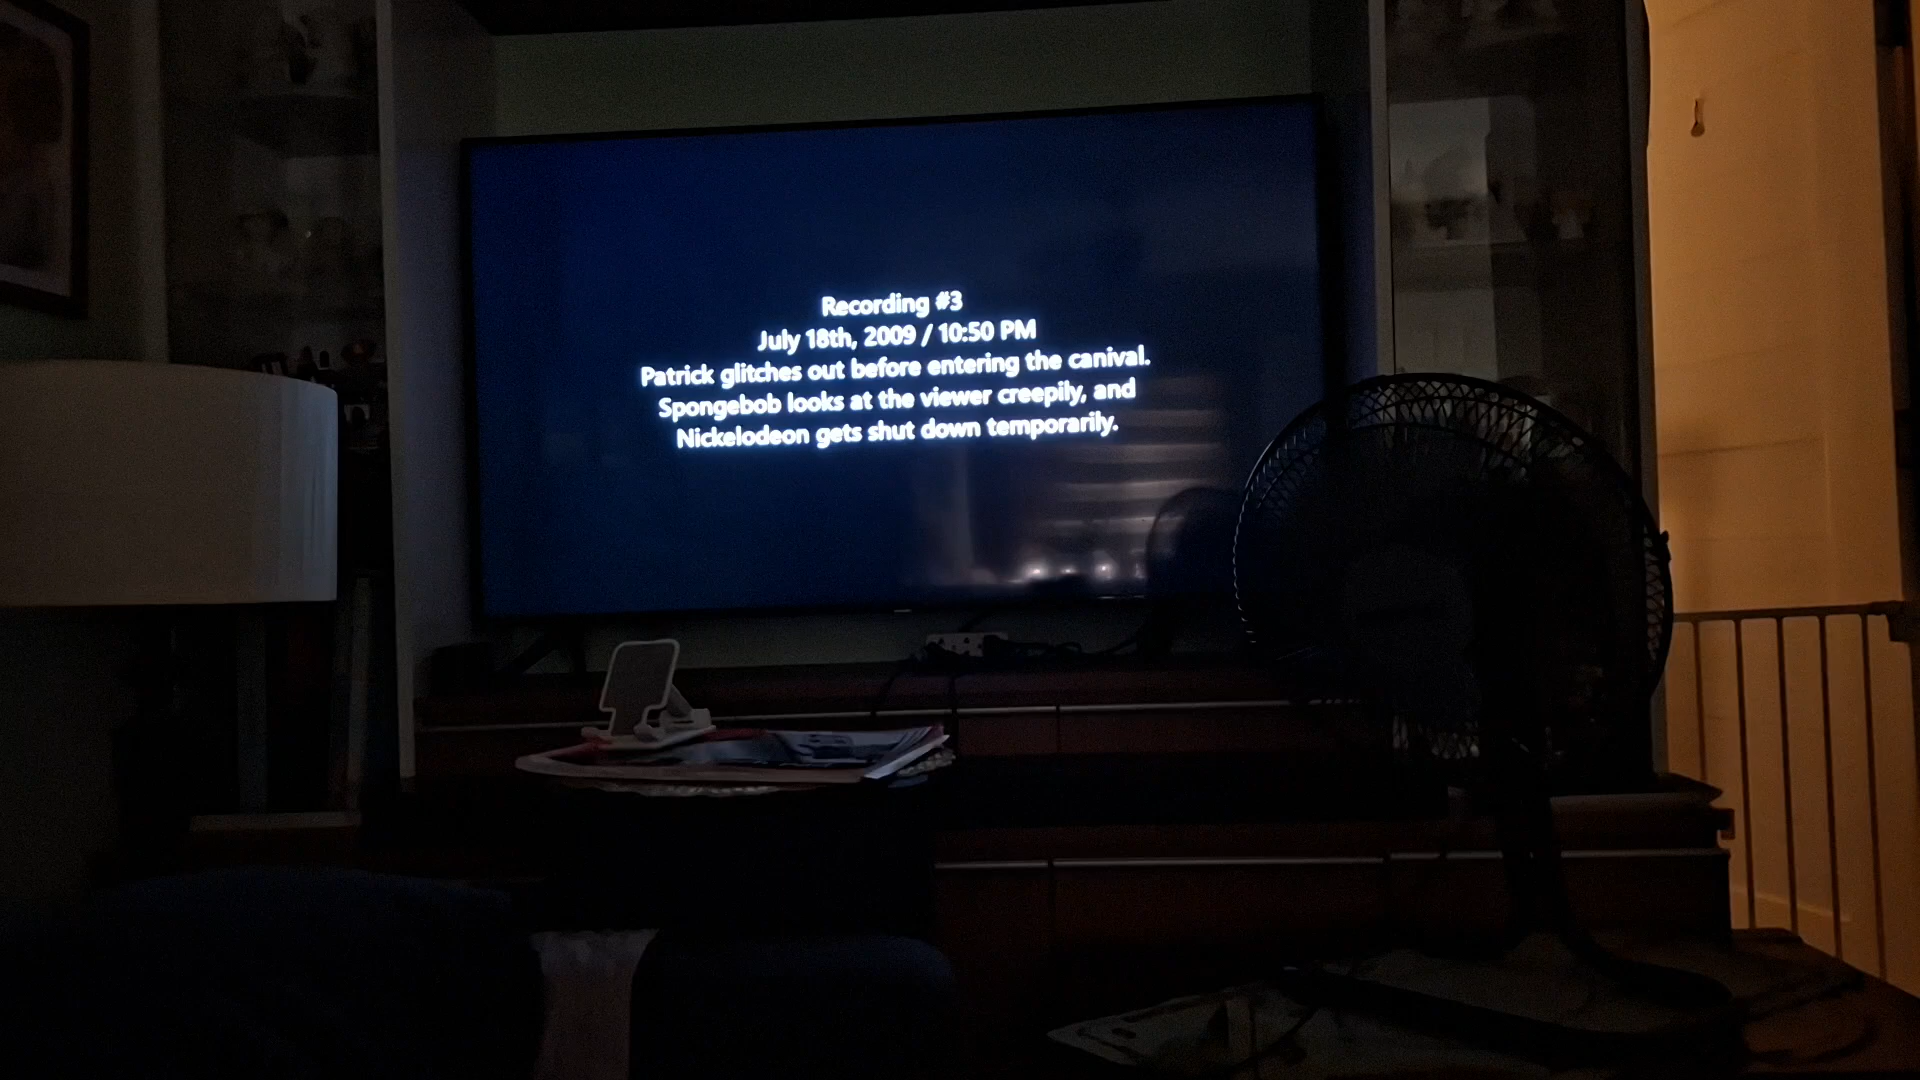 Recording #3
July 18th, 2009 / 10:50 PM
Patrick glitches out before entering the canival.
Spongebob looks at the viewer creepily, and
Nickelodeon gets shut down temporarily.